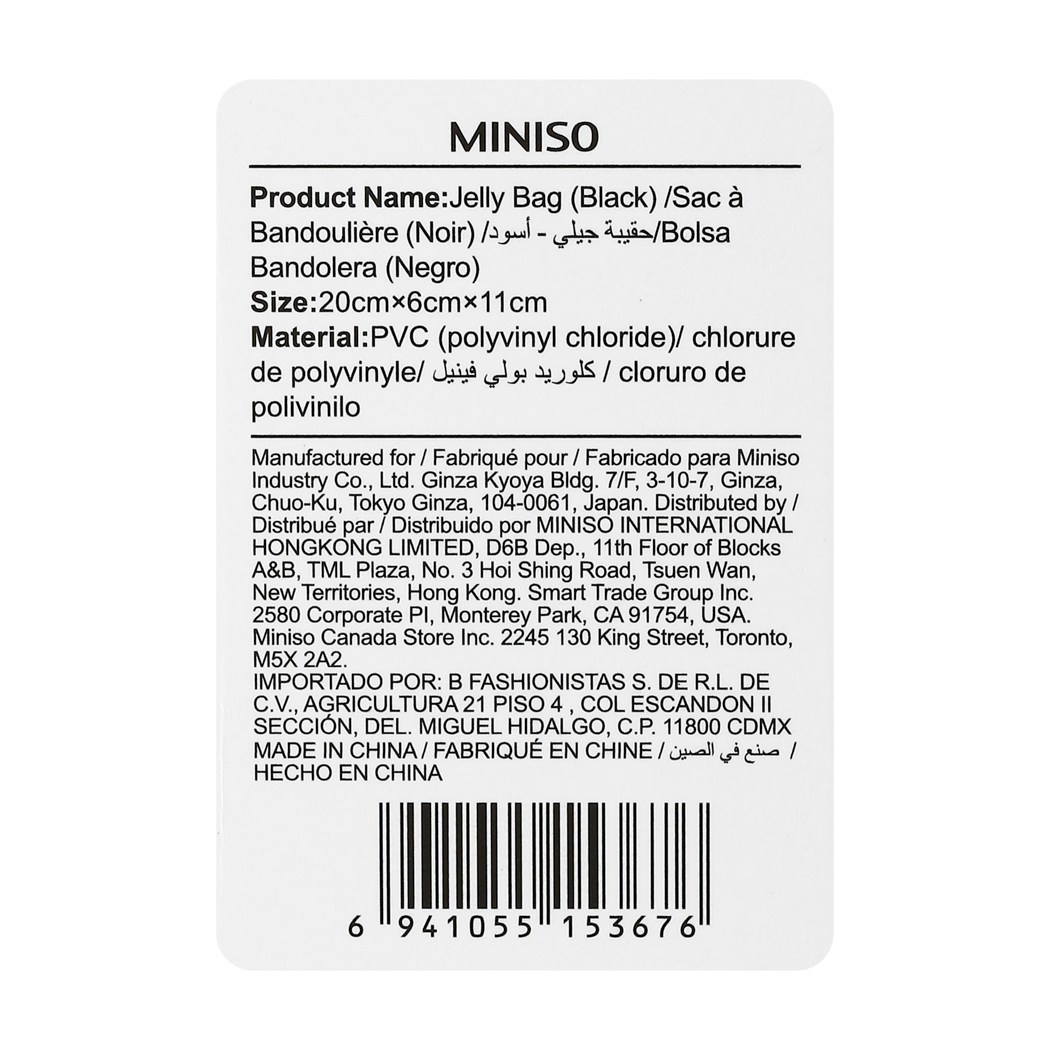 MINISO
Product Name:Jelly Bag (Black) /Sac à
Bandoulière (Noir) /حقيبة جيلي - أسود/Bolsa
Bandolera (Negro)
Size:20cm×6cm×11cm
Material:PVC (polyvinyl chloride)/ chlorure
de polyvinyle/ كلوريد بولي فينيل / cloruro de
polivinilo
Manufactured for / Fabriqué pour / Fabricado para Miniso
Industry Co., Ltd. Ginza Kyoya Bldg. 7/F, 3-10-7, Ginza,
Chuo-Ku, Tokyo Ginza, 104-0061, Japan. Distributed by /
Distribué par / Distribuido por MINISO INTERNATIONAL
HONGKONG LIMITED, D6B Dep., 11th Floor of Blocks
A&B, TML Plaza, No. 3 Hoi Shing Road, Tsuen Wan,
New Territories, Hong Kong. Smart Trade Group Inc.
2580 Corporate Pl, Monterey Park, CA 91754, USA.
Miniso Canada Store Inc. 2245 130 King Street, Toronto,
M5X 2A2.
IMPORTADO POR: B FASHIONISTAS S. DE R.L. DE
C.V., AGRICULTURA 21 PISO 4 , COL ESCANDON II
SECCIÓN, DEL. MIGUEL HIDALGO, C.P. 11800 CDMX
MADE IN CHINA / FABRIQUÉ EN CHINE / صنع في الصين /
HECHO EN CHINA
6 941055 153676